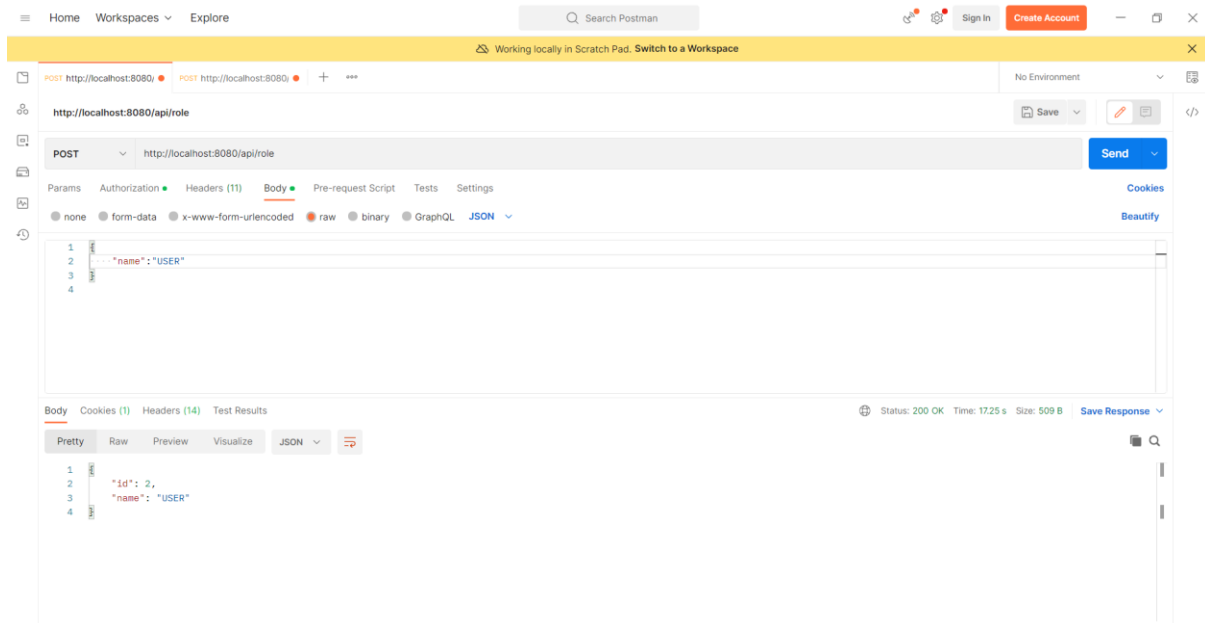 Home Workspaces Explore Search Postman Sign In Create Account
Working locally in Scratch Pad. Switch to a Workspace
POST http://localhost:8080/ POST http://localhost:8080/ No Environment
http://localhost:8080/api/role Save
POST http://localhost:8080/api/role Send
Params Authorization Headers (11) Body Pre-request Script Tests Settings Cookies
none form-data x-www-form-urlencoded raw binary GraphQL JSON Beautify
1 {
2 "name":"USER"
3 }
4
Body Cookies (1) Headers (14) Test Results Status: 200 OK Time: 17.25 s Size: 509 B Save Response
Pretty Raw Preview Visualize JSON
1 {
2 "id": 2,
3 "name": "USER"
4 }